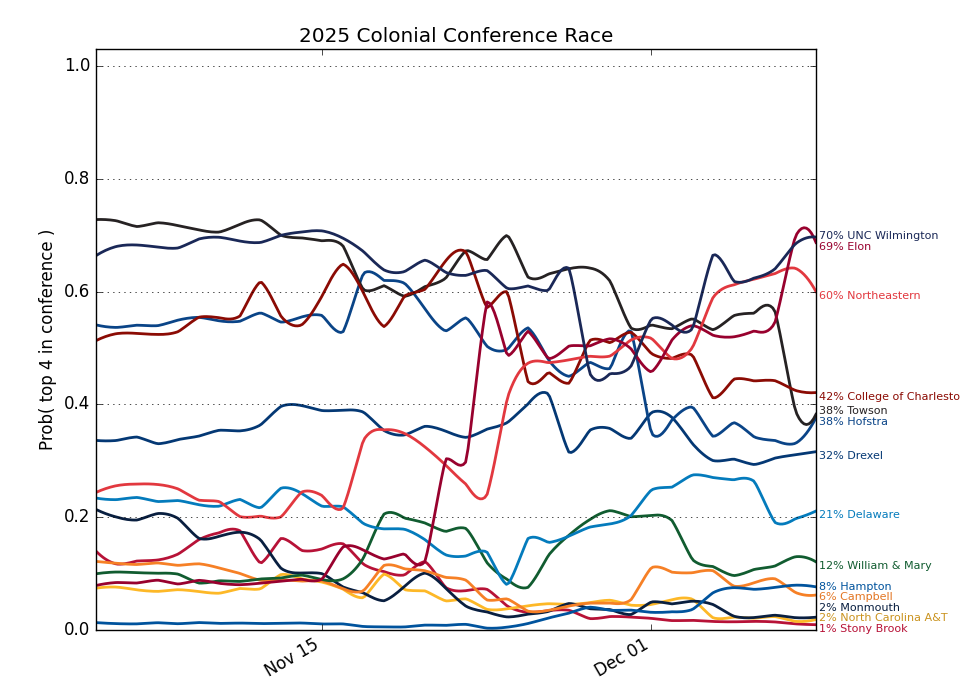 2025 Colonial Conference Race
Prob( top 4 in conference )
1.0
0.8
0.6
0.4
0.2
0.0
Nov 15
Dec 01
70% UNC Wilmington
69% Elon
60% Northeastern
42% College of Charlesto
38% Towson
38% Hofstra
32% Drexel
21% Delaware
12% William & Mary
8% Hampton
6% Campbell
2% Monmouth
2% North Carolina A&T
1% Stony Brook